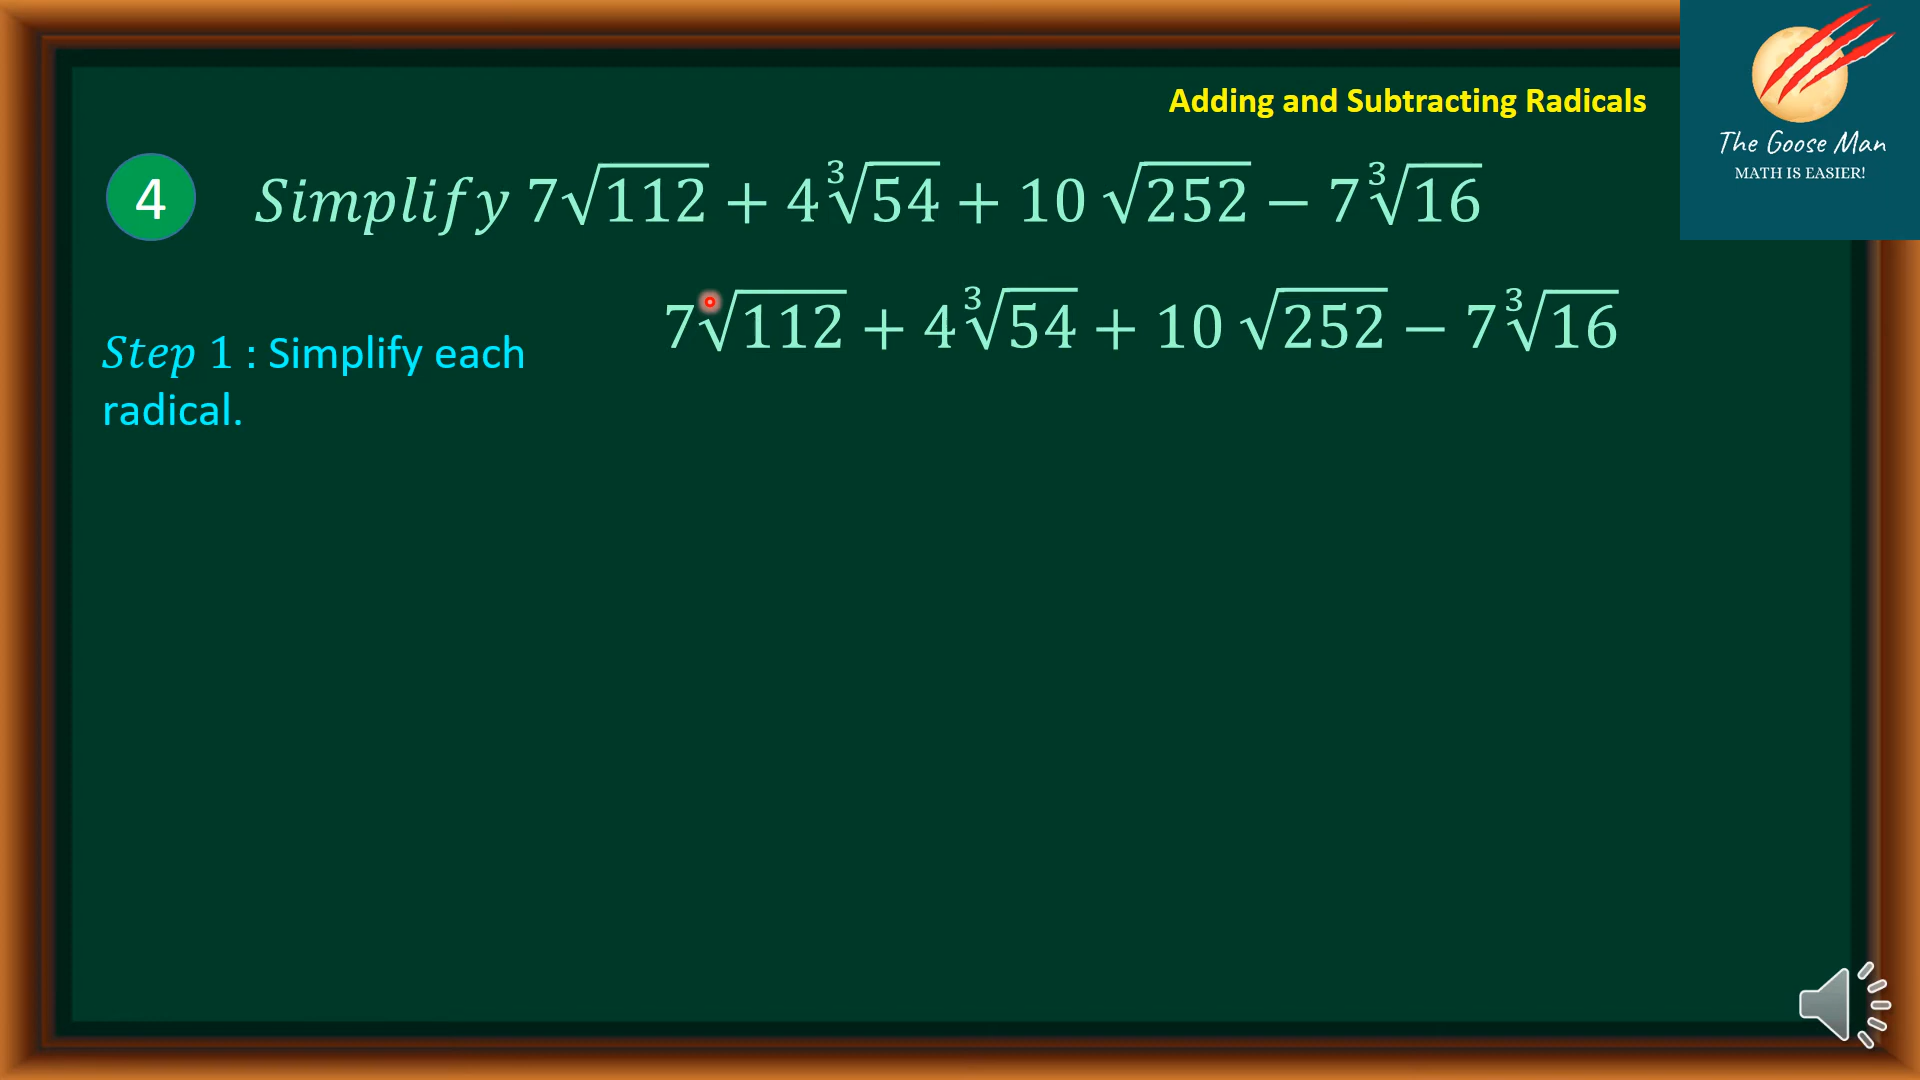 Adding and Subtracting Radicals
The Goose Man
MATH IS EASIER!
4
Simplify 7√112 + 4∛54 + 10 √252 − 7∛16
7√112 + 4∛54 + 10 √252 − 7∛16
Step 1 : Simplify each
radical.